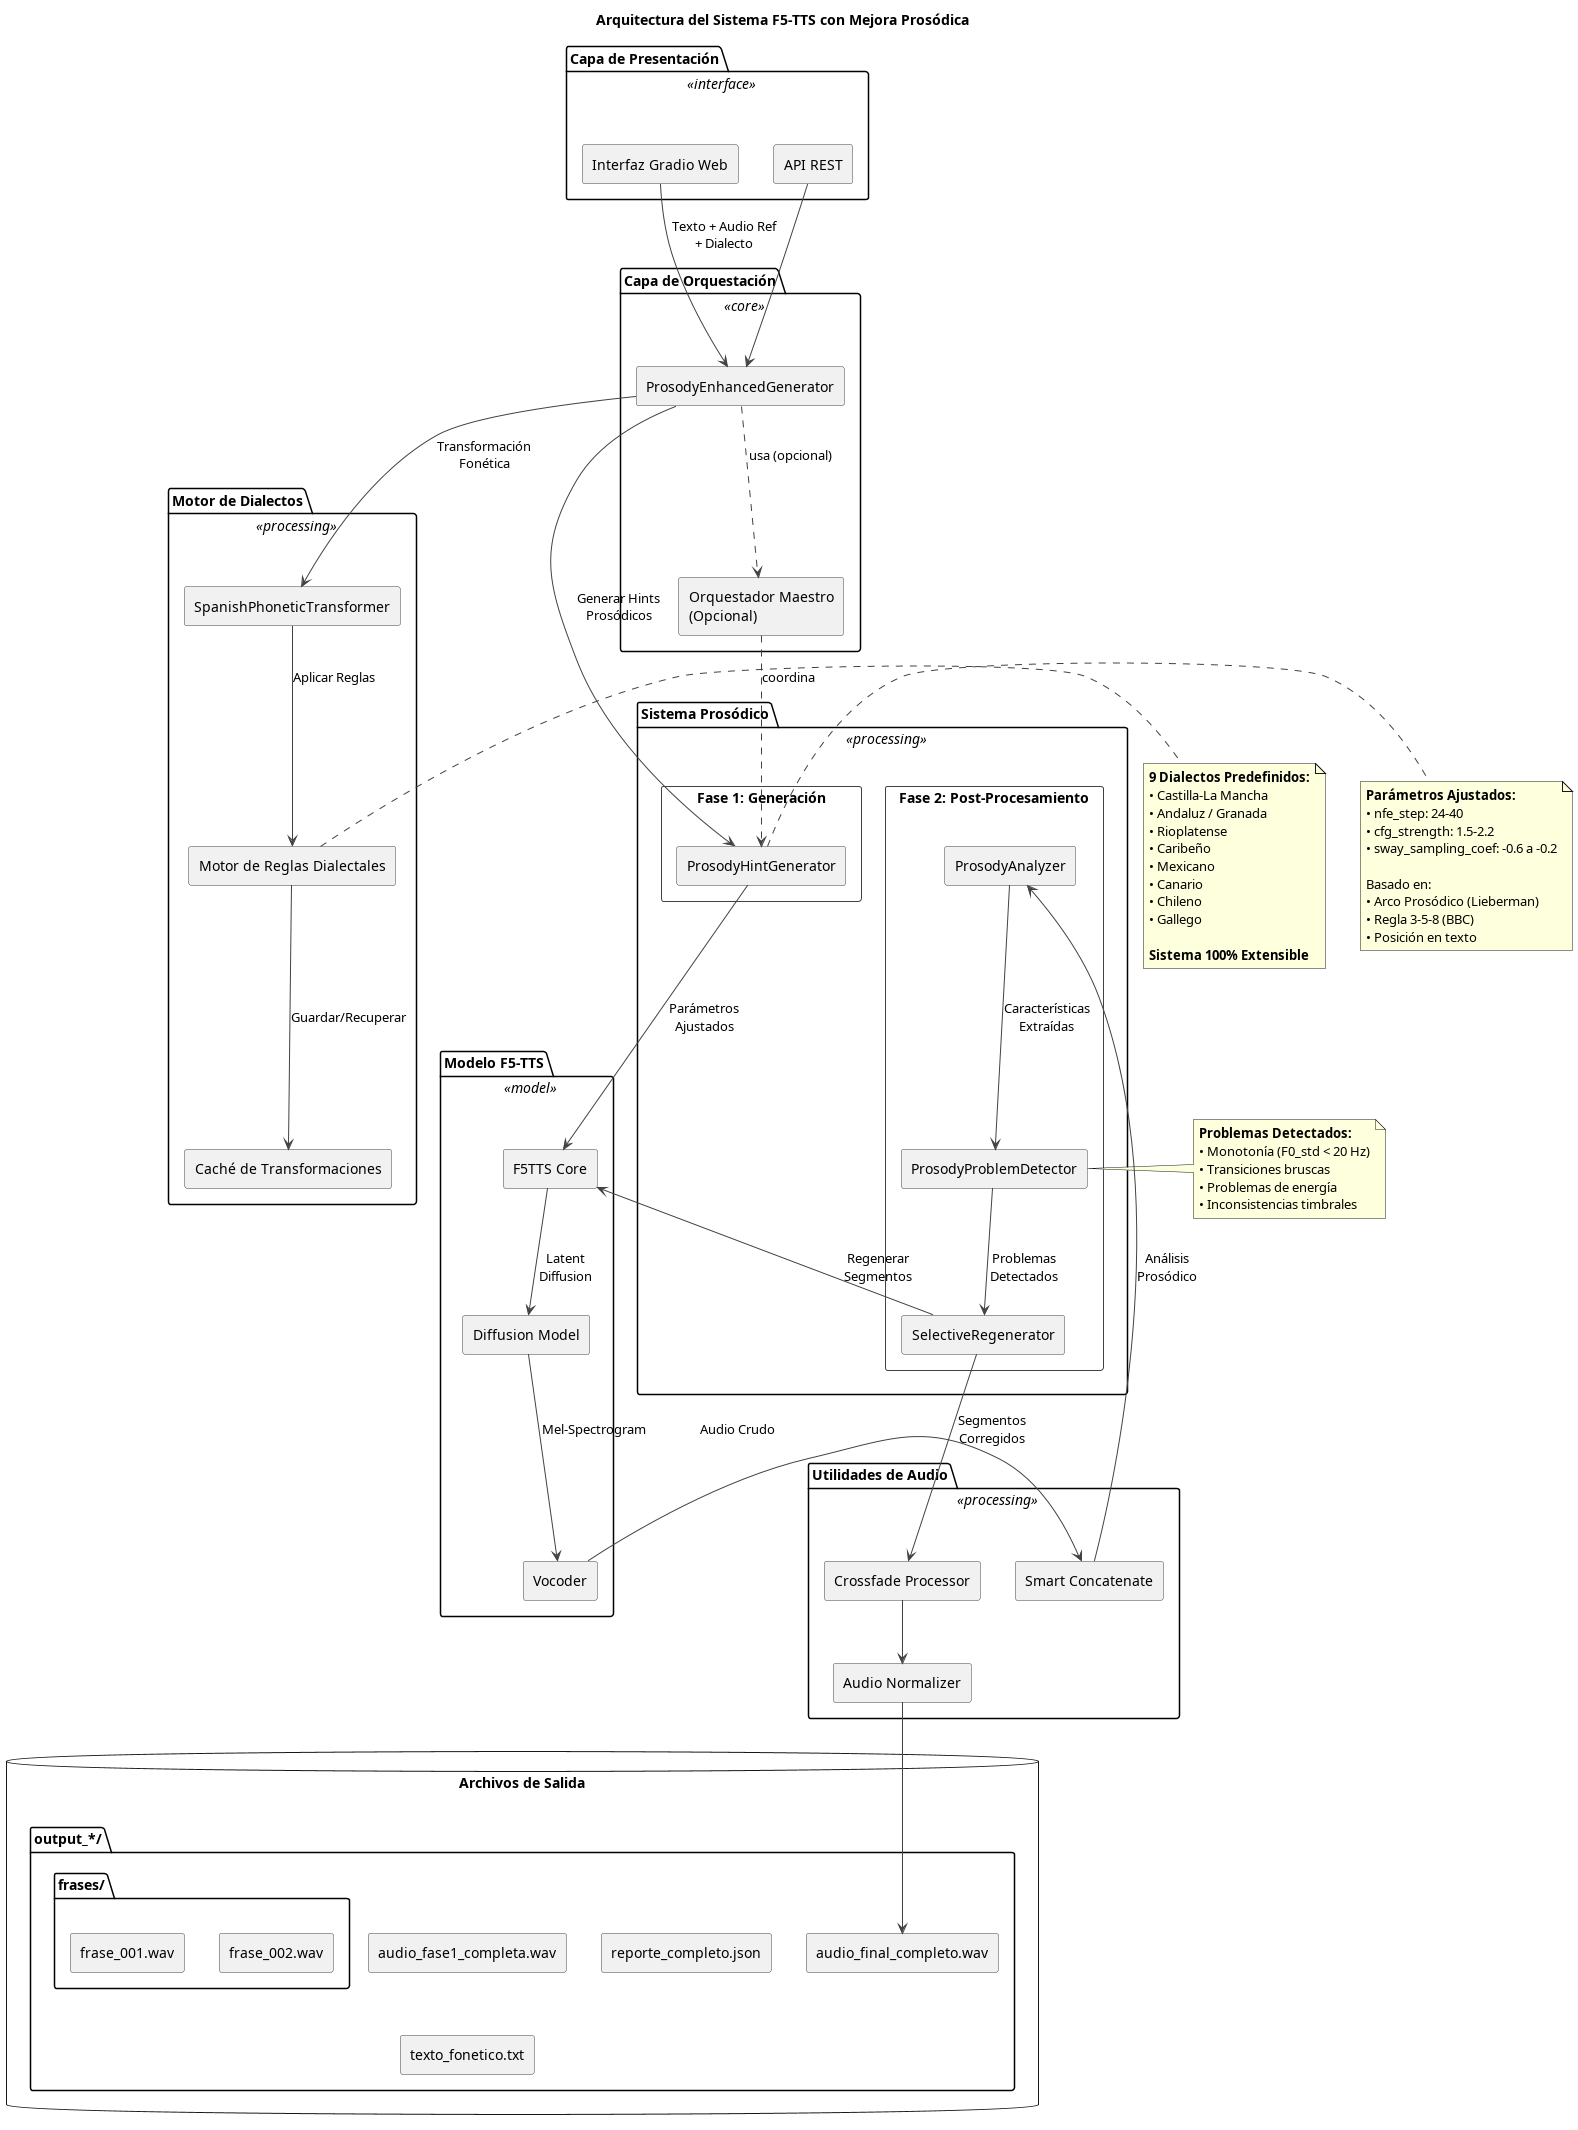 Arquitectura del Sistema F5-TTS con Mejora Prosódica
Capa de Presentación
«interface»
Interfaz Gradio Web
API REST
Texto + Audio Ref
+ Dialecto
Capa de Orquestación
«core»
ProsodyEnhancedGenerator
Transformación
Fonética
usa (opcional)
Motor de Dialectos
«processing»
SpanishPhoneticTransformer
Generar Hints
Prosódicos
Orquestador Maestro
(Opcional)
Aplicar Reglas
coordina
Sistema Prosódico
«processing»
Fase 1: Generación
Fase 2: Post-Procesamiento
Motor de Reglas Dialectales
ProsodyHintGenerator
ProsodyAnalyzer
9 Dialectos Predefinidos:
• Castilla-La Mancha
• Andaluz / Granada
• Rioplatense
• Caribeño
• Mexicano
• Canario
• Chileno
• Gallego
Sistema 100% Extensible
Parámetros Ajustados:
• nfe_step: 24-40
• cfg_strength: 1.5-2.2
• sway_sampling_coef: -0.6 a -0.2
Basado en:
• Arco Prosódico (Lieberman)
• Regla 3-5-8 (BBC)
• Posición en texto
Guardar/Recuperar
Parámetros
Ajustados
Características
Extraídas
Modelo F5-TTS
«model»
Caché de Transformaciones
F5TTS Core
ProsodyProblemDetector
Problemas Detectados:
• Monotonía (F0_std < 20 Hz)
• Transiciones bruscas
• Problemas de energía
• Inconsistencias timbrales
Latent
Diffusion
Regenerar
Segmentos
Problemas
Detectados
Análisis
Prosódico
Diffusion Model
SelectiveRegenerator
Mel-Spectrogram
Audio Crudo
Segmentos
Corregidos
Utilidades de Audio
«processing»
Vocoder
Crossfade Processor
Smart Concatenate
Audio Normalizer
Archivos de Salida
output_*/
frases/
frase_001.wav
frase_002.wav
audio_fase1_completa.wav
reporte_completo.json
audio_final_completo.wav
texto_fonetico.txt